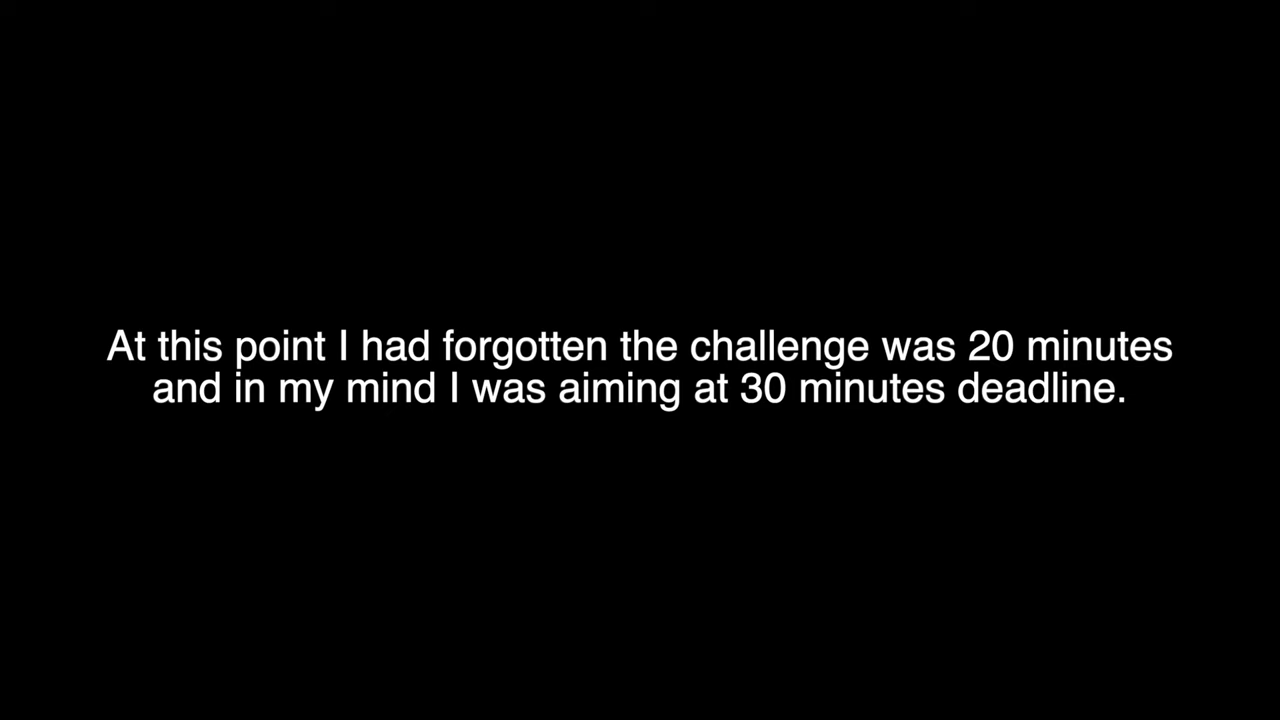 At this point I had forgotten the challenge was 20 minutes
and in my mind I was aiming at 30 minutes deadline.